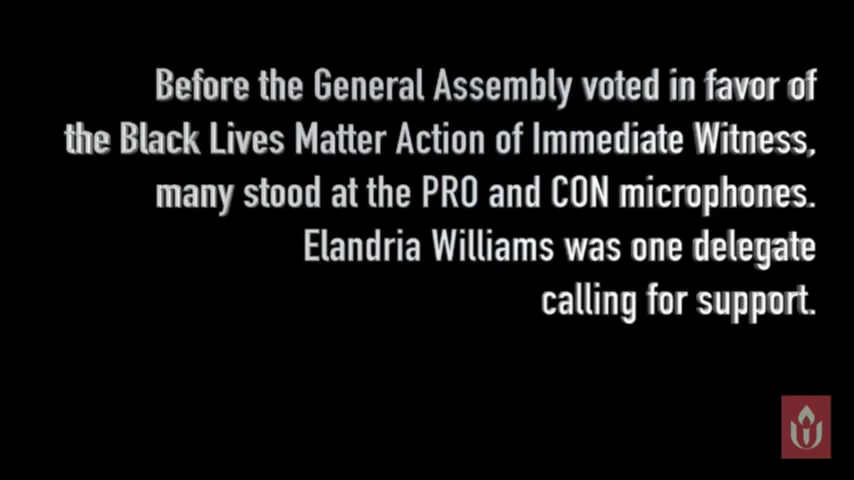 Before the General Assembly voted in favor of
the Black Lives Matter Action of Immediate Witness,
many stood at the PRO and CON microphones.
Elandria Williams was one delegate
calling for support.